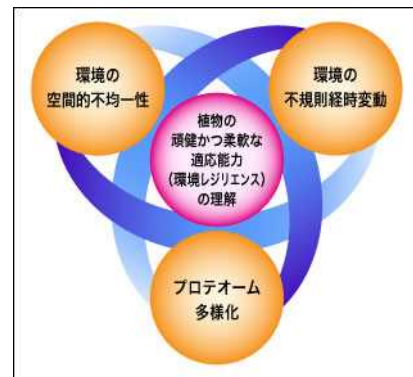 環境の
空間的不均一性
環境の
不規則経時変動
植物の
頑健かつ柔軟な
適応能力
（環境レジリエンス）
の理解
プロテオーム
多様化